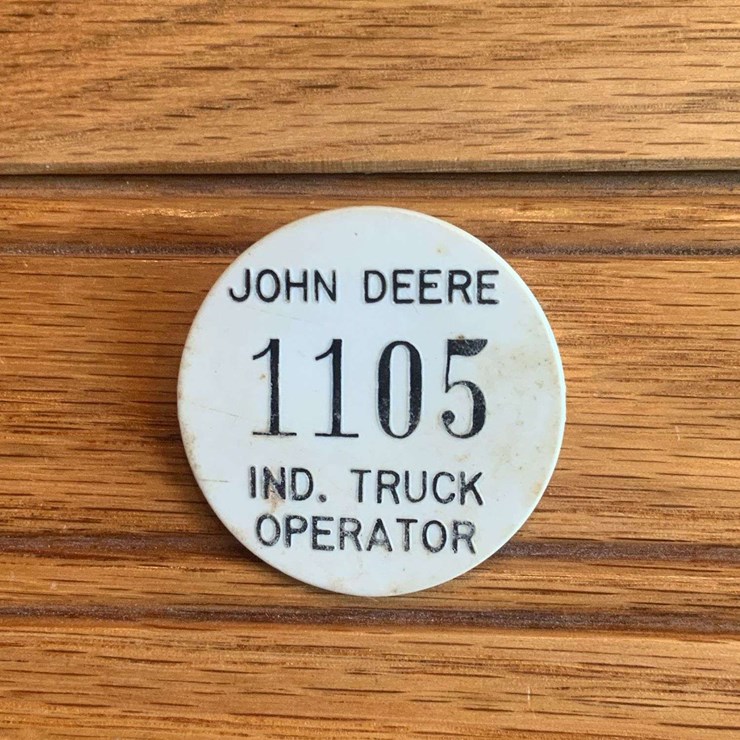 JOHN DEERE
1105
IND. TRUCK
OPERATOR